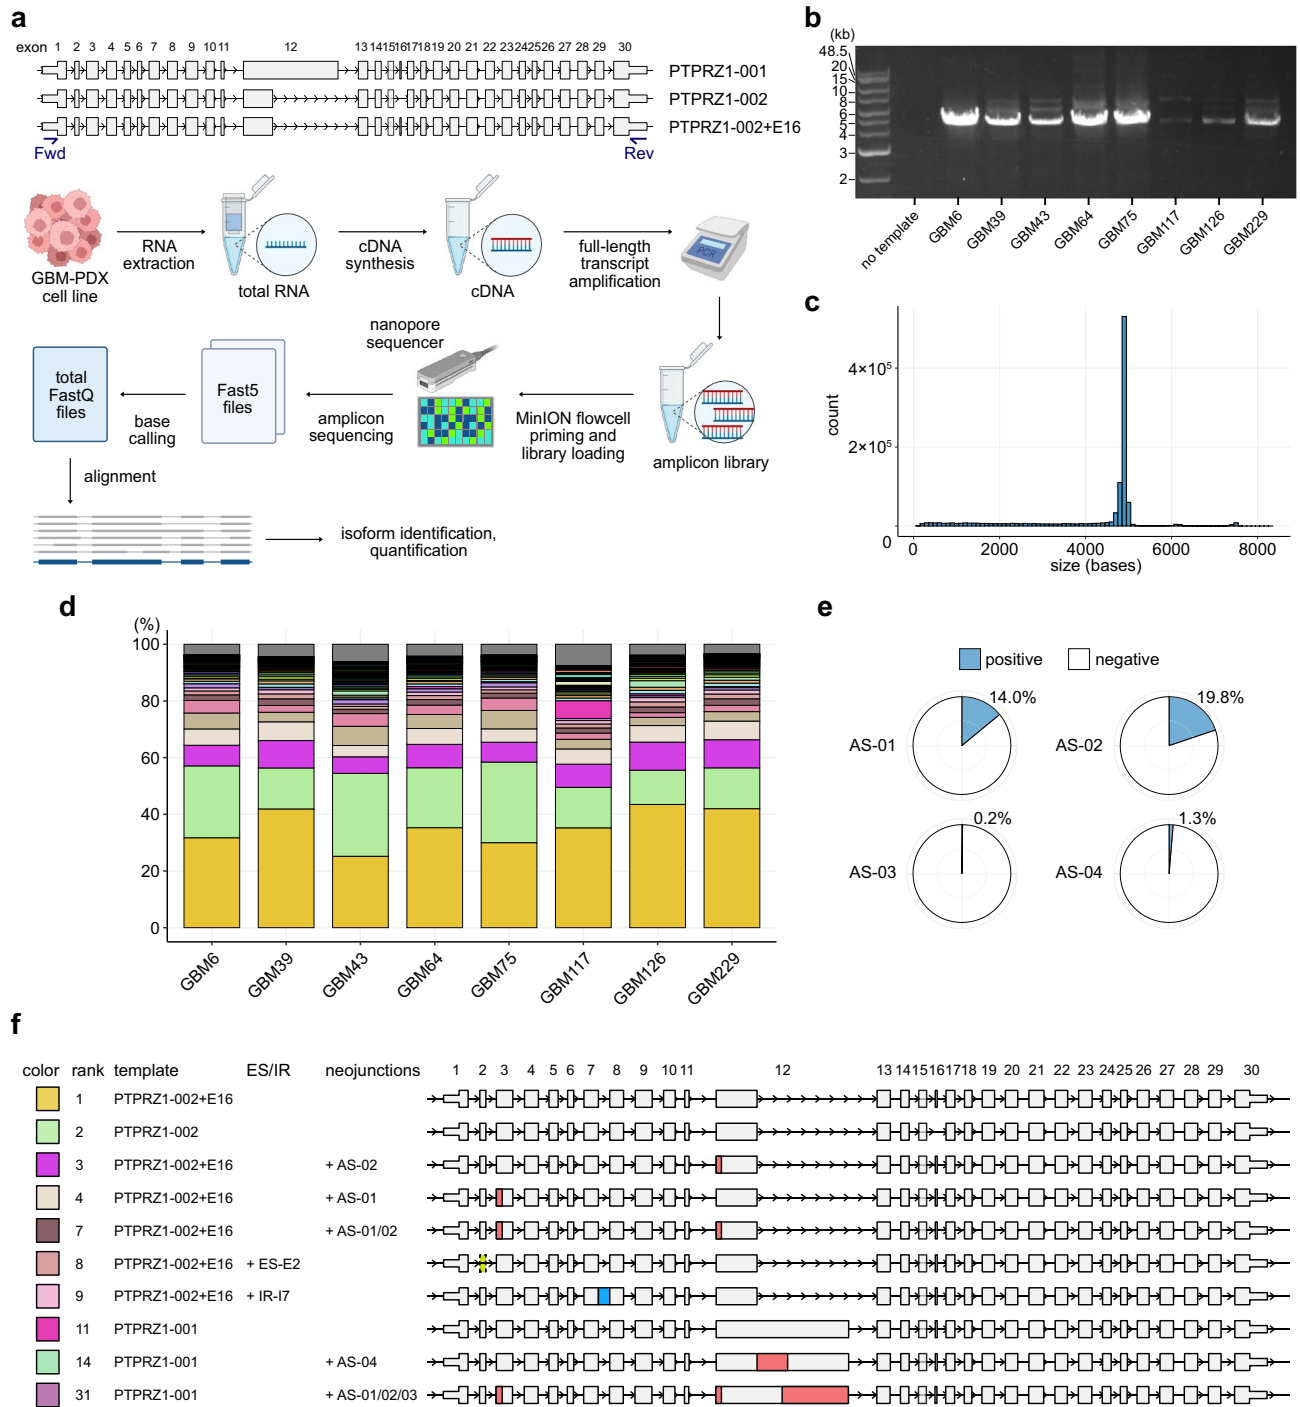 a
exon 1 2 3 4 5 6 7 8 9 10 11 12 13 14 15 16 17 18 19 20 21 22 23 24 25 26 27 28 29 30
PTPRZ1-001
PTPRZ1-002
PTPRZ1-002+E16
Fwd Rev
GBM-PDX
cell line
RNA
extraction
total RNA
cDNA
synthesis
cDNA
full-length
transcript
amplification
PCR
amplicon library
MinION flowcell
priming and
library loading
nanopore
sequencer
amplicon
sequencing
Fast5
files
base
calling
total
FastQ
files
alignment
isoform identification,
quantification
b
(kb)
48.5
20
15
10
8
6
5
4
3
2
no template GBM6 GBM39 GBM43 GBM64 GBM75 GBM117 GBM126 GBM229
c
count
4×10⁵
2×10⁵
0
0 2000 4000 6000 8000
size (bases)
d
(%)
100
80
60
40
20
0
GBM6 GBM39 GBM43 GBM64 GBM75 GBM117 GBM126 GBM229
e
positive negative
AS-01 14.0%
AS-02 19.8%
AS-03 0.2%
AS-04 1.3%
f
color rank template ES/IR neojunctions 1 2 3 4 5 6 7 8 9 10 11 12 13 14 15 16 17 18 19 20 21 22 23 24 25 26 27 28 29 30
1 PTPRZ1-002+E16
2 PTPRZ1-002
3 PTPRZ1-002+E16 + AS-02
4 PTPRZ1-002+E16 + AS-01
7 PTPRZ1-002+E16 + AS-01/02
8 PTPRZ1-002+E16 + ES-E2
9 PTPRZ1-002+E16 + IR-I7
11 PTPRZ1-001
14 PTPRZ1-001 + AS-04
31 PTPRZ1-001 + AS-01/02/03